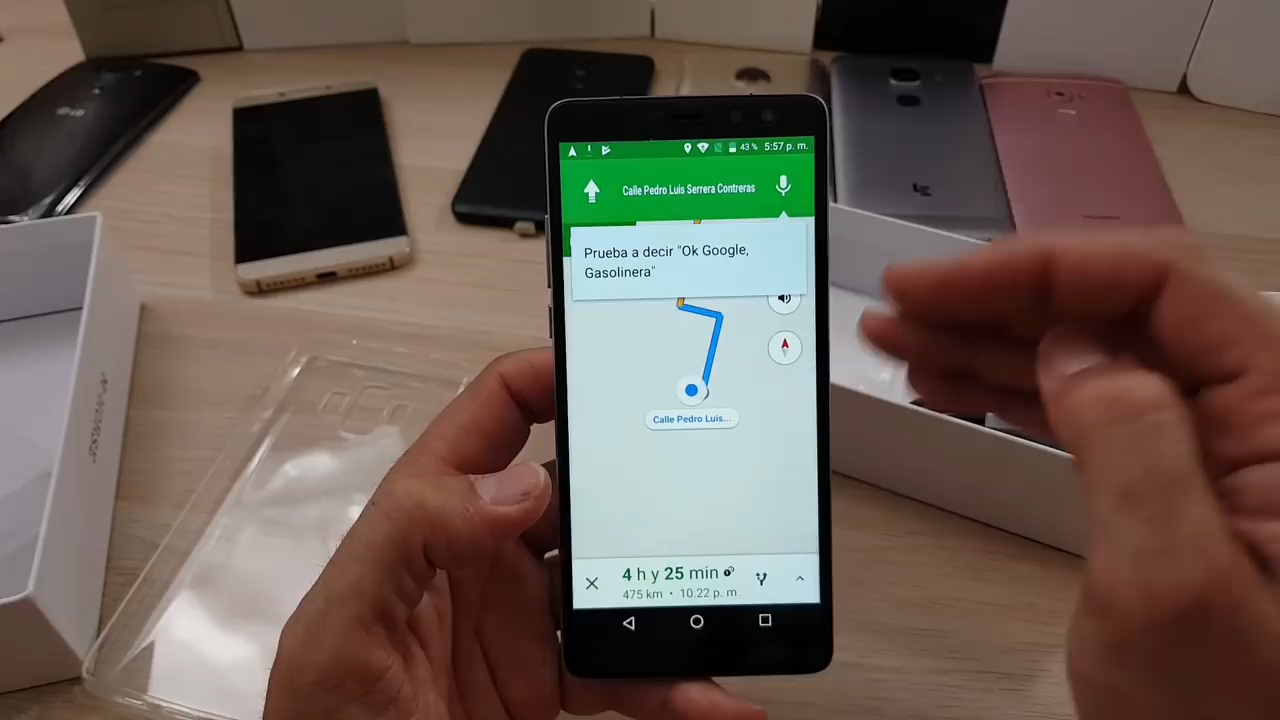 43 % 5:57 p. m.
Calle Pedro Luis Serrera Contreras
Prueba a decir "Ok Google,
Gasolinera"
Calle Pedro Luis...
4 h y 25 min
475 km • 10:22 p. m.
LG